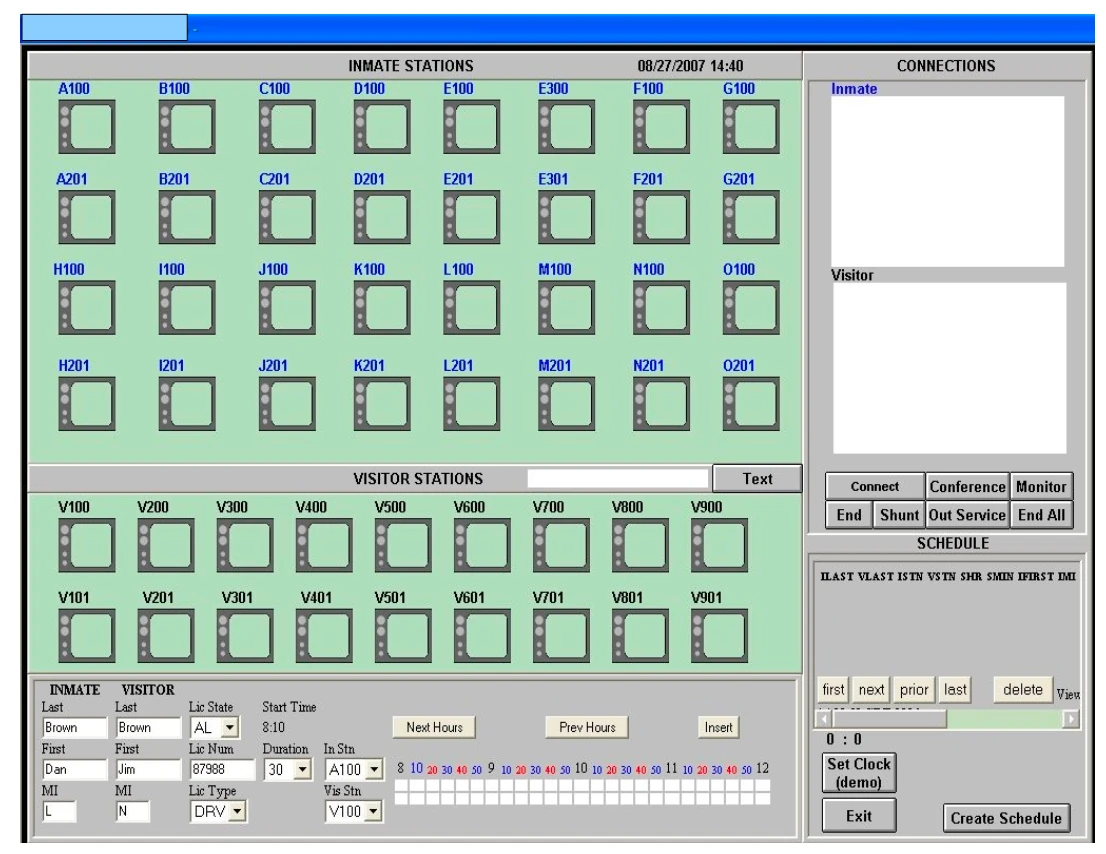 INMATE STATIONS 08/27/2007 14:40
A100 B100 C100 D100 E100 E300 F100 G100
A201 B201 C201 D201 E201 E301 F201 G201
H100 I100 J100 K100 L100 M100 N100 O100
H201 I201 J201 K201 L201 M201 N201 O201
VISITOR STATIONS Text
V100 V200 V300 V400 V500 V600 V700 V800 V900
V101 V201 V301 V401 V501 V601 V701 V801 V901
INMATE VISITOR
Last Last Lic State Start Time
Brown Brown AL 8:10 Next Hours Prev Hours Insert
First First Lic Num Duration In Stn
Dan Jim 87988 30 A100 8 10 20 30 40 50 9 10 20 30 40 50 10 10 20 30 40 50 11 10 20 30 40 50 12
MI MI Lic Type Vis Stn
L N DRV V100
CONNECTIONS
Inmate
Visitor
Connect Conference Monitor
End Shunt Out Service End All
SCHEDULE
ILAST VLAST ISTN VSTN SHR SMIN IFIRST IMI
first next prior last delete View
0 : 0
Set Clock
(demo)
Exit Create Schedule